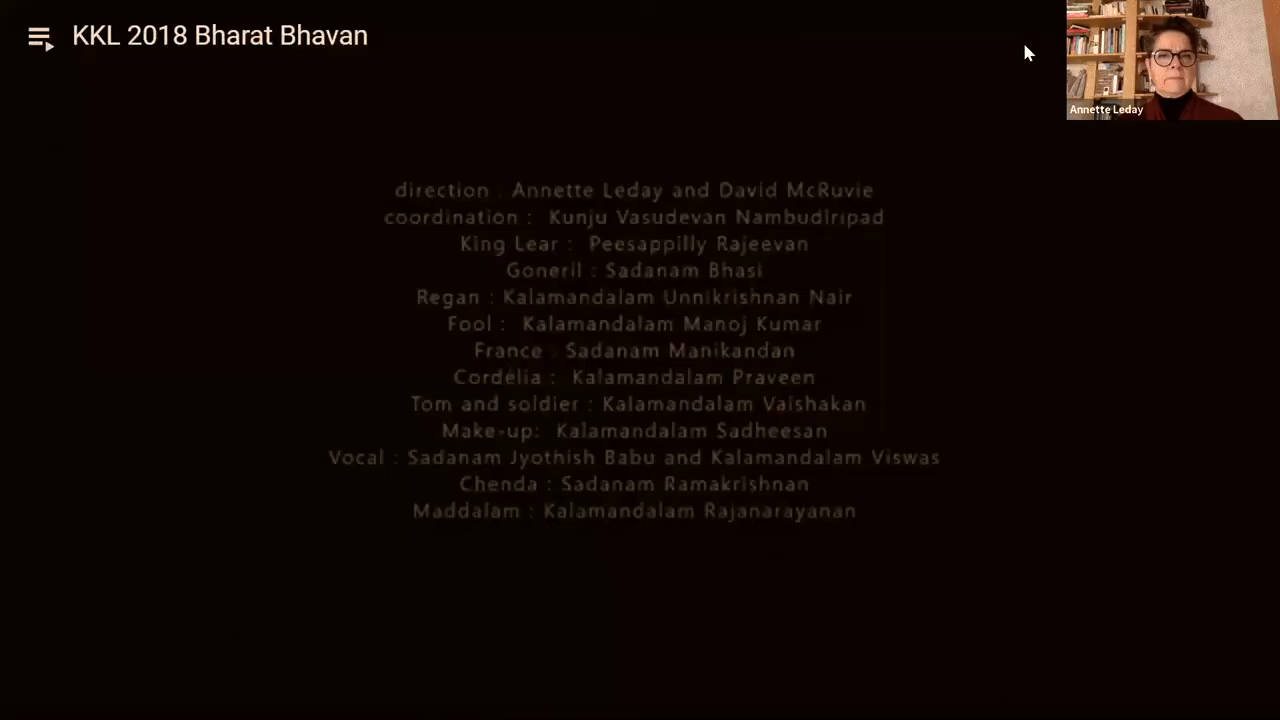 KKL 2018 Bharat Bhavan
Annette Leday
direction : Annette Leday and David McRuvie
coordination : Kunju Vasudevan Nambudiripad
King Lear : Peesappilly Rajeevan
Goneril : Sadanam Bhasi
Regan : Kalamandalam Unnikrishnan Nair
Fool : Kalamandalam Manoj Kumar
France : Sadanam Manikandan
Cordélia : Kalamandalam Praveen
Tom and soldier : Kalamandalam Vaishakan
Make-up: Kalamandalam Sadheesan
Vocal : Sadanam Jyothish Babu and Kalamandalam Viswas
Chenda : Sadanam Ramakrishnan
Maddalam : Kalamandalam Rajanarayanan